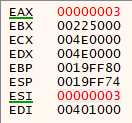 EAX 00000003
EBX 00225000
ECX 004E0000
EDX 004E0000
EBP 0019FF80
ESP 0019FF74
ESI 00000003
EDI 00401000